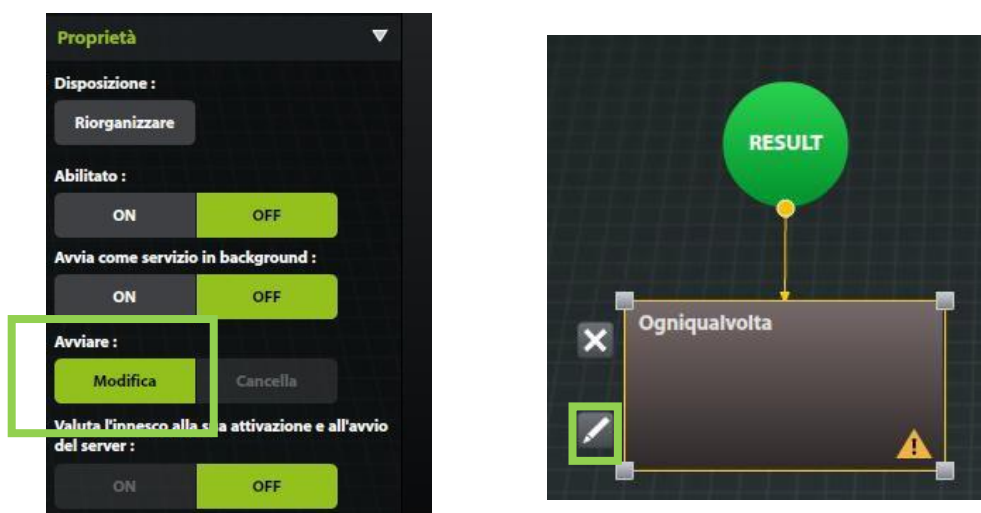 Proprietà
Disposizione :
Riorganizzare
Abilitato :
ON OFF
Avvia come servizio in background :
ON OFF
Avviare :
Modifica Cancella
Valuta l'innesco alla sua attivazione e all'avvio
del server :
ON OFF
RESULT
Ogniqualvolta